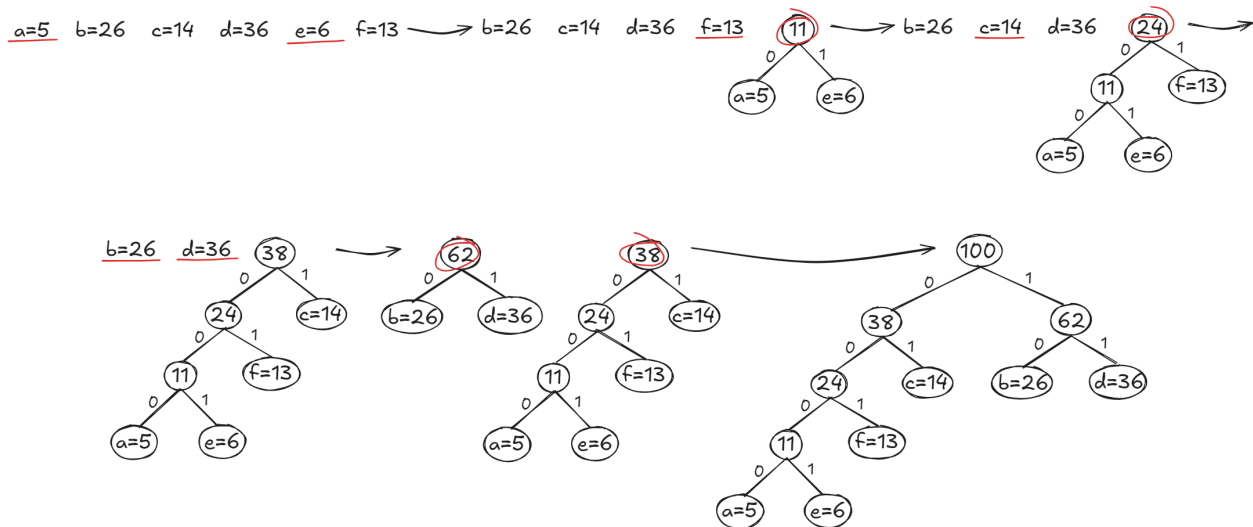 a=5 b=26 c=14 d=36 e=6 f=13 b=26 c=14 d=36 f=13 11 b=26 c=14 d=36 24
0 1 0 1
a=5 e=6 11 f=13
0 1
a=5 e=6
b=26 d=36 38 62 38 100
0 1 0 1 0 1 0 1
24 c=14 b=26 d=36 24 c=14 38 62
0 1 0 1 0 1 0 1
11 f=13 11 f=13 24 c=14 b=26 d=36
0 1 0 1 0 1
a=5 e=6 a=5 e=6 11 f=13
0 1
a=5 e=6